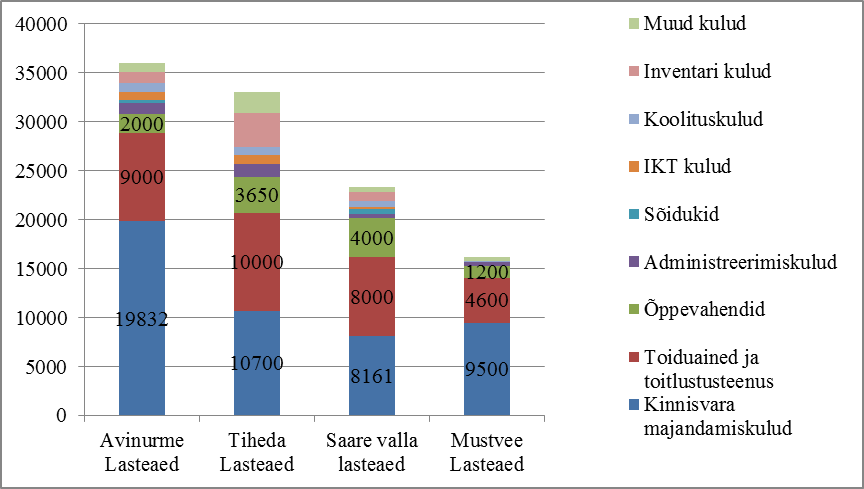 40000
35000
30000
25000
20000
15000
10000
5000
0
2000
9000
19832
3650
10000
10700
4000
8000
8161
1200
4600
9500
Avinurme
Lasteaed
Tiheda
Lasteaed
Saare valla
lasteaed
Mustvee
Lasteaed
Muud kulud
Inventari kulud
Koolituskulud
IKT kulud
Sõidukid
Administreerimiskulud
Õppevahendid
Toiduained ja
toitlustusteenus
Kinnisvara
majandamiskulud